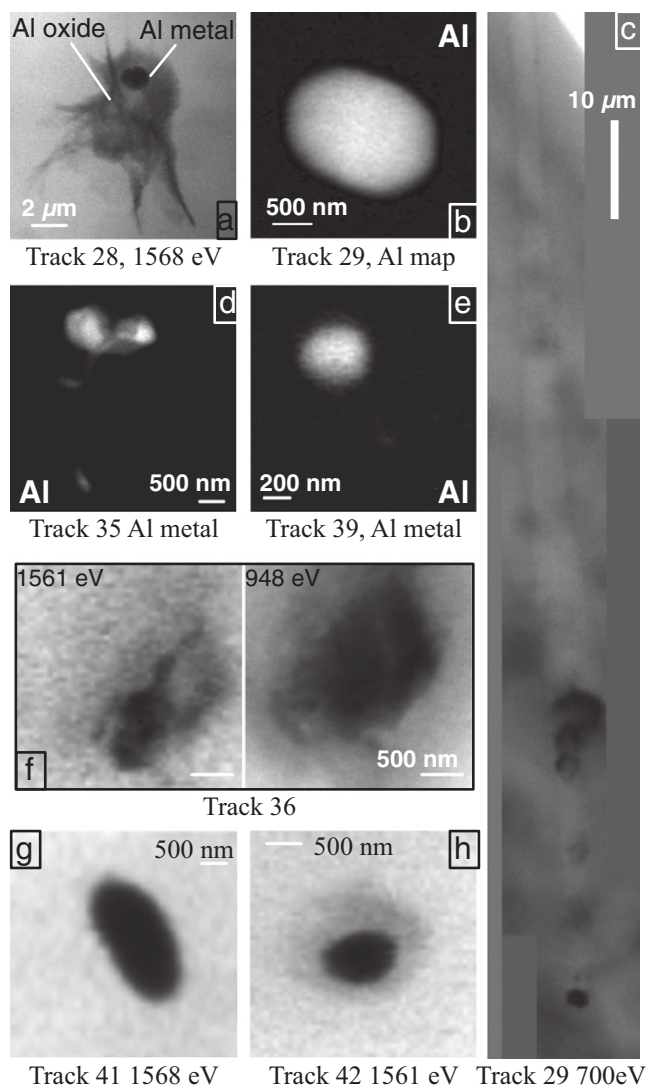 Al oxide
Al metal
2 µm
a
Track 28, 1568 eV
Al
500 nm
b
Track 29, Al map
c
10 µm
d
Al
500 nm
Track 35 Al metal
e
200 nm
Al
Track 39, Al metal
1561 eV
948 eV
f
500 nm
Track 36
g
500 nm
Track 41 1568 eV
500 nm
h
Track 42 1561 eV
Track 29 700eV